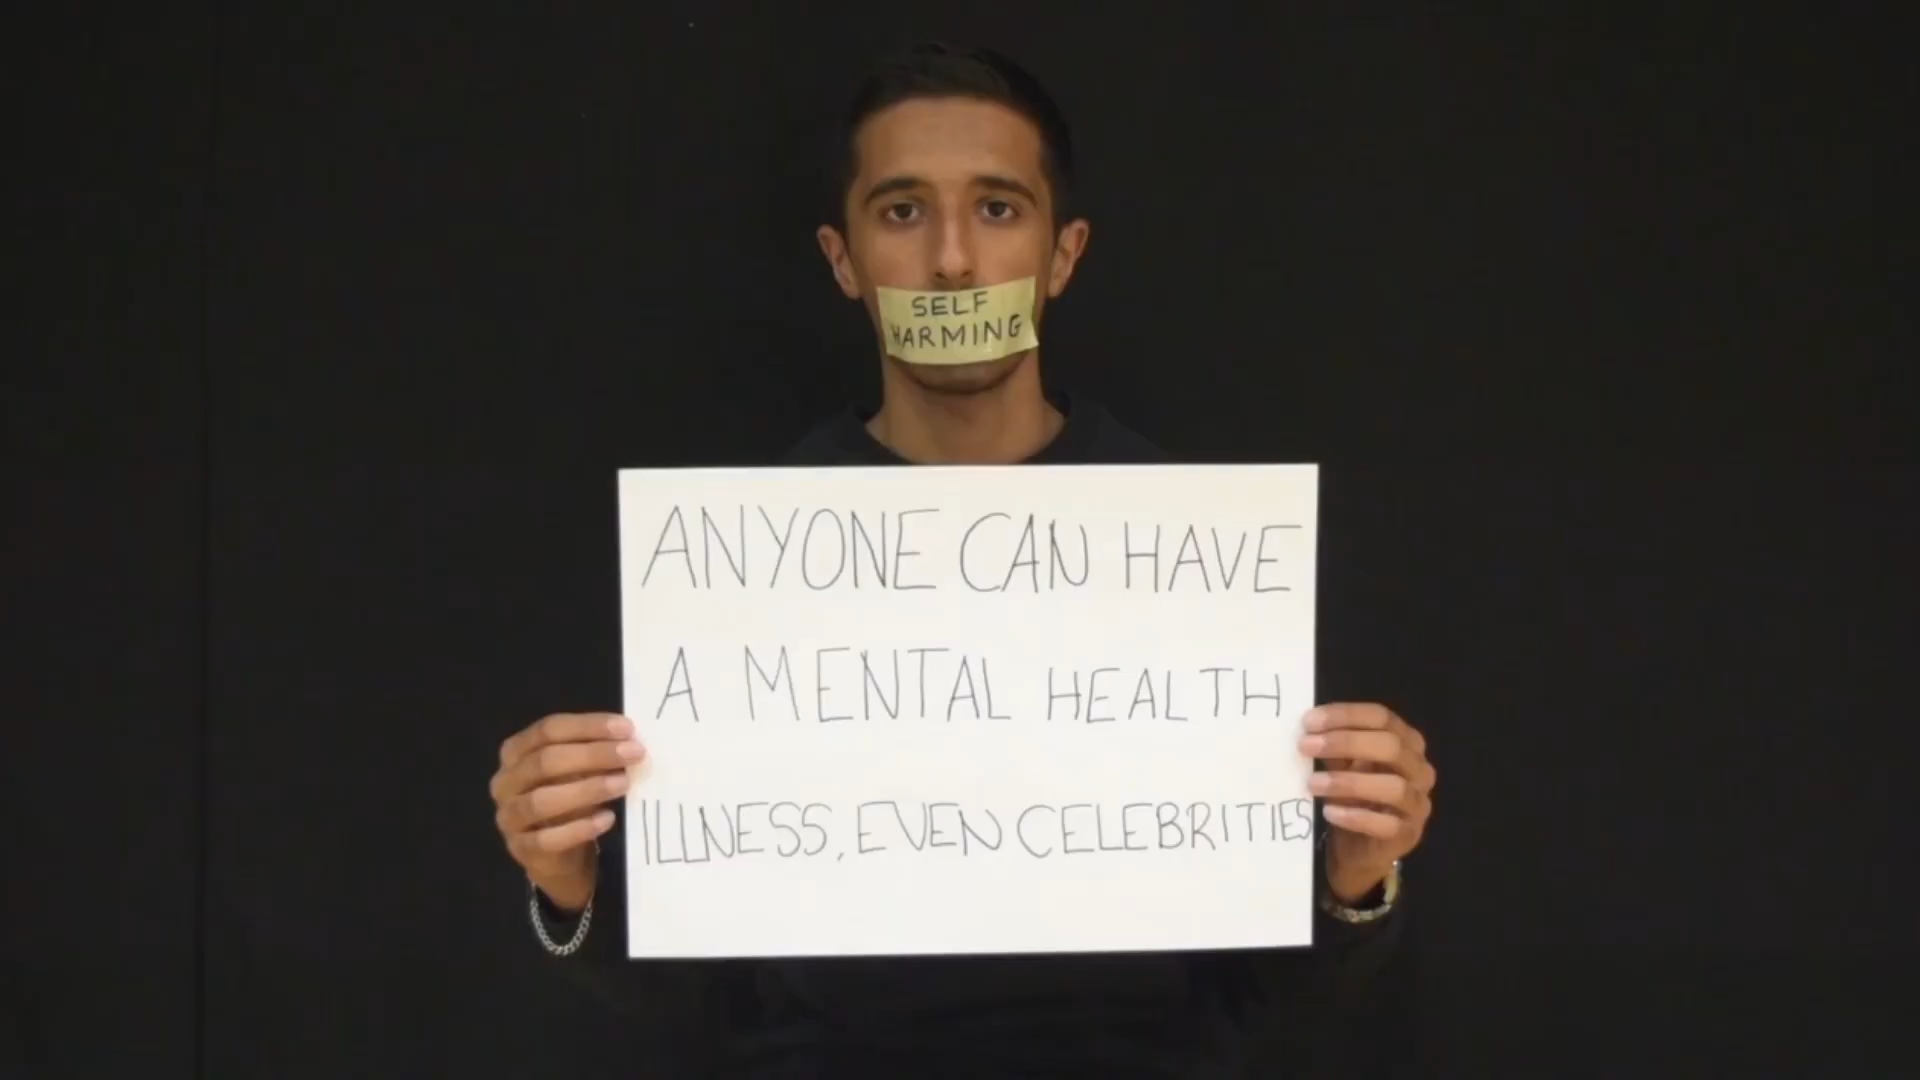 SELF
HARMING
ANYONE CAN HAVE
A MENTAL HEALTH
ILLNESS, EVEN CELEBRITIES